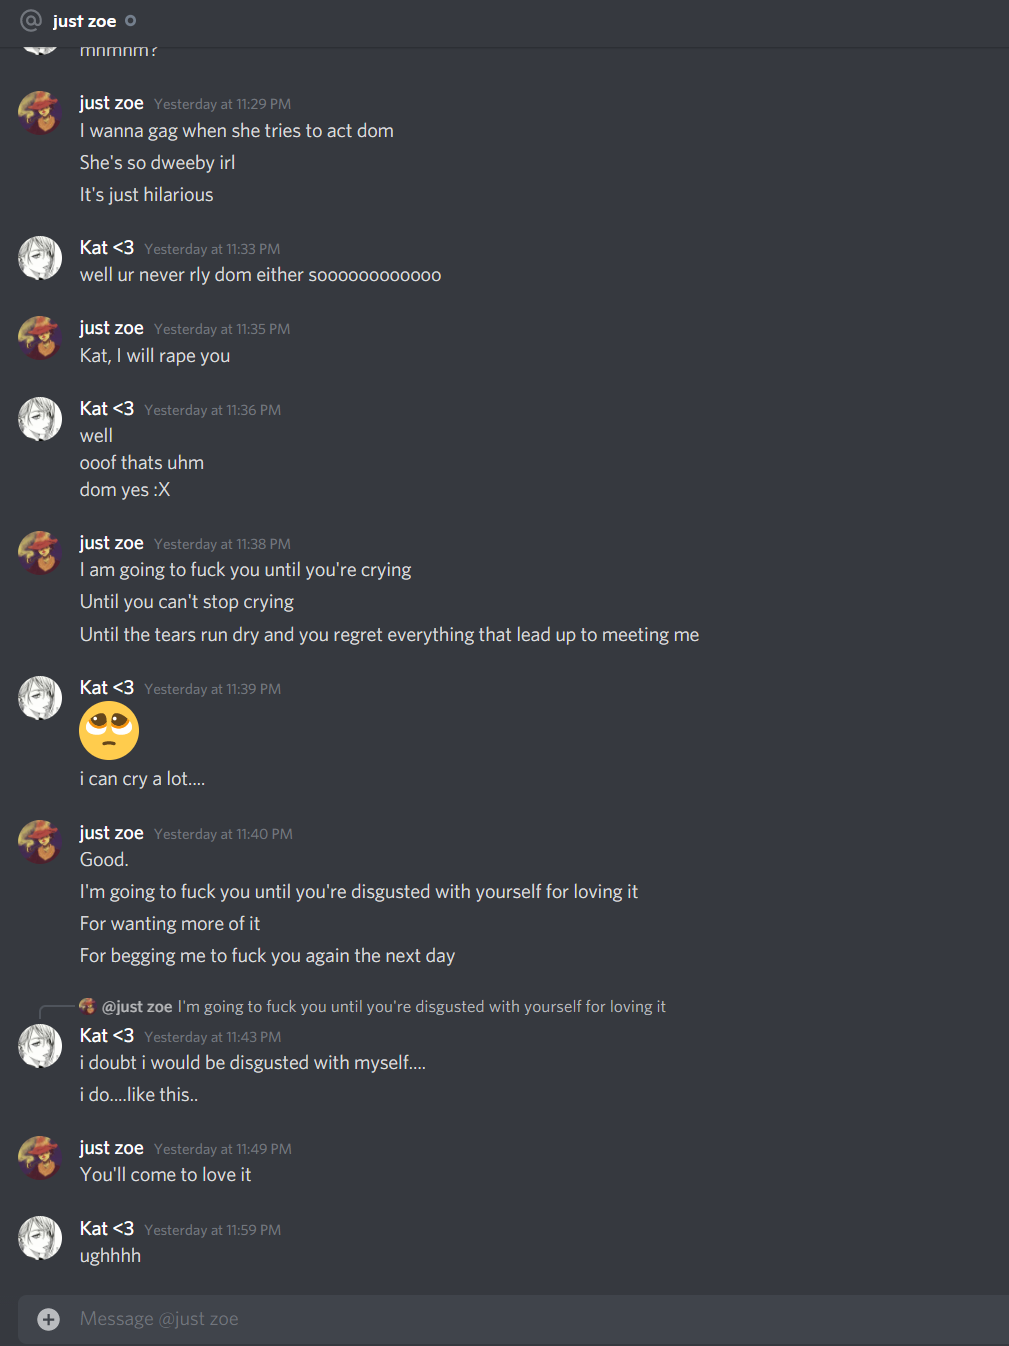 just zoe
mhmhm?
just zoe Yesterday at 11:29 PM
I wanna gag when she tries to act dom
She's so dweeby irl
It's just hilarious
Kat <3 Yesterday at 11:33 PM
well ur never rly dom either soooooooooooo
just zoe Yesterday at 11:35 PM
Kat, I will rape you
Kat <3 Yesterday at 11:36 PM
well
ooof thats uhm
dom yes :X
just zoe Yesterday at 11:38 PM
I am going to fuck you until you're crying
Until you can't stop crying
Until the tears run dry and you regret everything that lead up to meeting me
Kat <3 Yesterday at 11:39 PM
i can cry a lot....
just zoe Yesterday at 11:40 PM
Good.
I'm going to fuck you until you're disgusted with yourself for loving it
For wanting more of it
For begging me to fuck you again the next day
@just zoe I'm going to fuck you until you're disgusted with yourself for loving it
Kat <3 Yesterday at 11:43 PM
i doubt i would be disgusted with myself....
i do....like this..
just zoe Yesterday at 11:49 PM
You'll come to love it
Kat <3 Yesterday at 11:59 PM
ughhhh
Message @just zoe